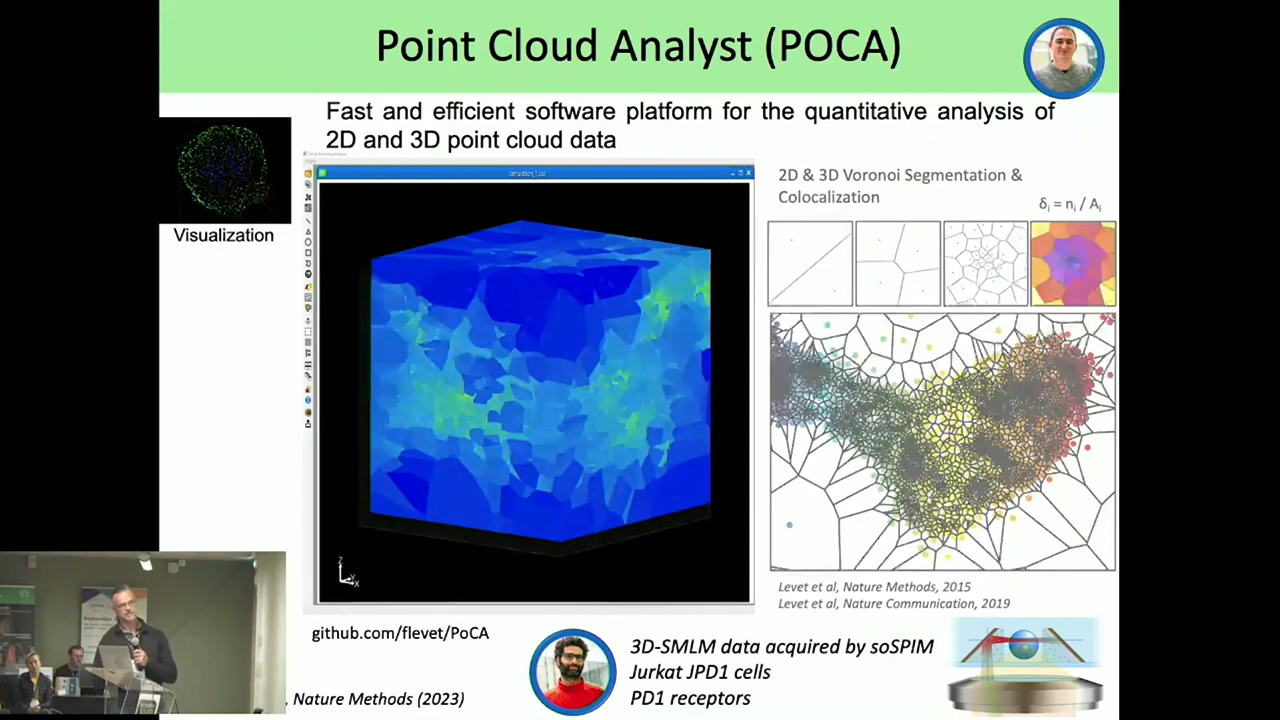 Point Cloud Analyst (POCA)
Fast and efficient software platform for the quantitative analysis of
2D and 3D point cloud data
Visualization
simulation_1.csv
2D & 3D Voronoi Segmentation &
Colocalization
δi = ni / Ai
Z
Y
X
Levet et al, Nature Methods, 2015
Levet et al, Nature Communication, 2019
github.com/flevet/PoCA
3D-SMLM data acquired by soSPIM
Jurkat JPD1 cells
PD1 receptors
. Nature Methods (2023)